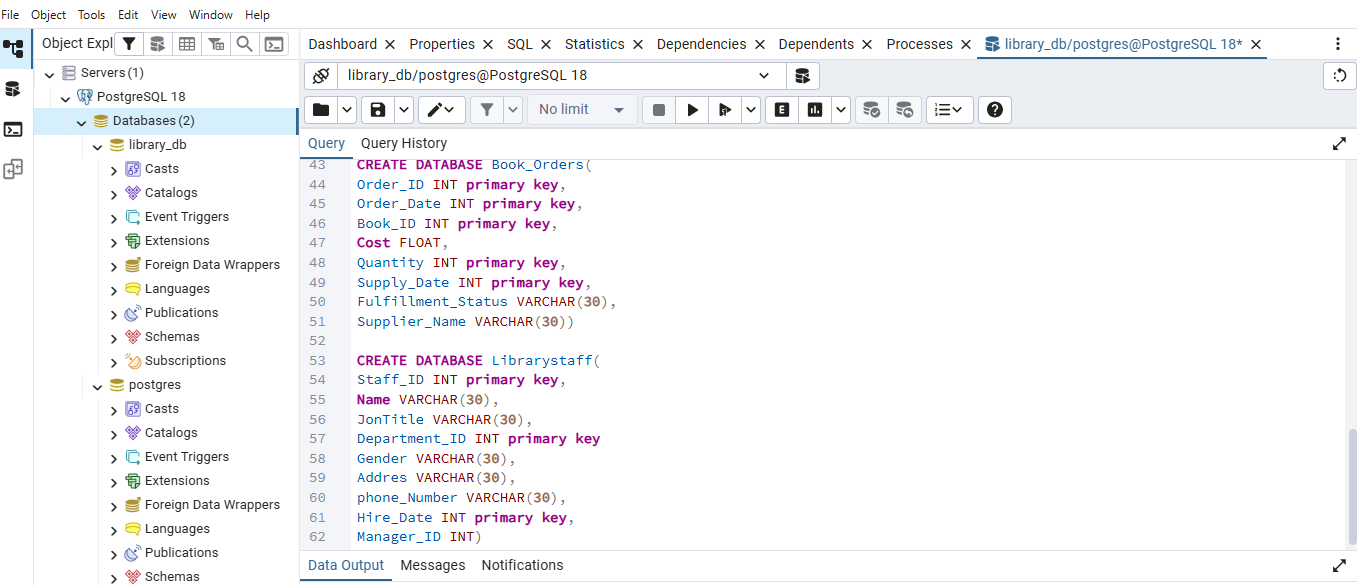 File Object Tools Edit View Window Help
Object Expl
Dashboard Properties SQL Statistics Dependencies Dependents Processes library_db/postgres@PostgreSQL 18*
Servers (1)
PostgreSQL 18
Databases (2)
library_db
Casts
Catalogs
Event Triggers
Extensions
Foreign Data Wrappers
Languages
Publications
Schemas
Subscriptions
postgres
Casts
Catalogs
Event Triggers
Extensions
Foreign Data Wrappers
Languages
Publications
Schemas
library_db/postgres@PostgreSQL 18
No limit
E
Query Query History
43 CREATE DATABASE Book_Orders(
44 Order_ID INT primary key,
45 Order_Date INT primary key,
46 Book_ID INT primary key,
47 Cost FLOAT,
48 Quantity INT primary key,
49 Supply_Date INT primary key,
50 Fulfillment_Status VARCHAR(30),
51 Supplier_Name VARCHAR(30))
52
53 CREATE DATABASE Librarystaff(
54 Staff_ID INT primary key,
55 Name VARCHAR(30),
56 JonTitle VARCHAR(30),
57 Department_ID INT primary key
58 Gender VARCHAR(30),
59 Addres VARCHAR(30),
60 phone_Number VARCHAR(30),
61 Hire_Date INT primary key,
62 Manager_ID INT)
Data Output Messages Notifications